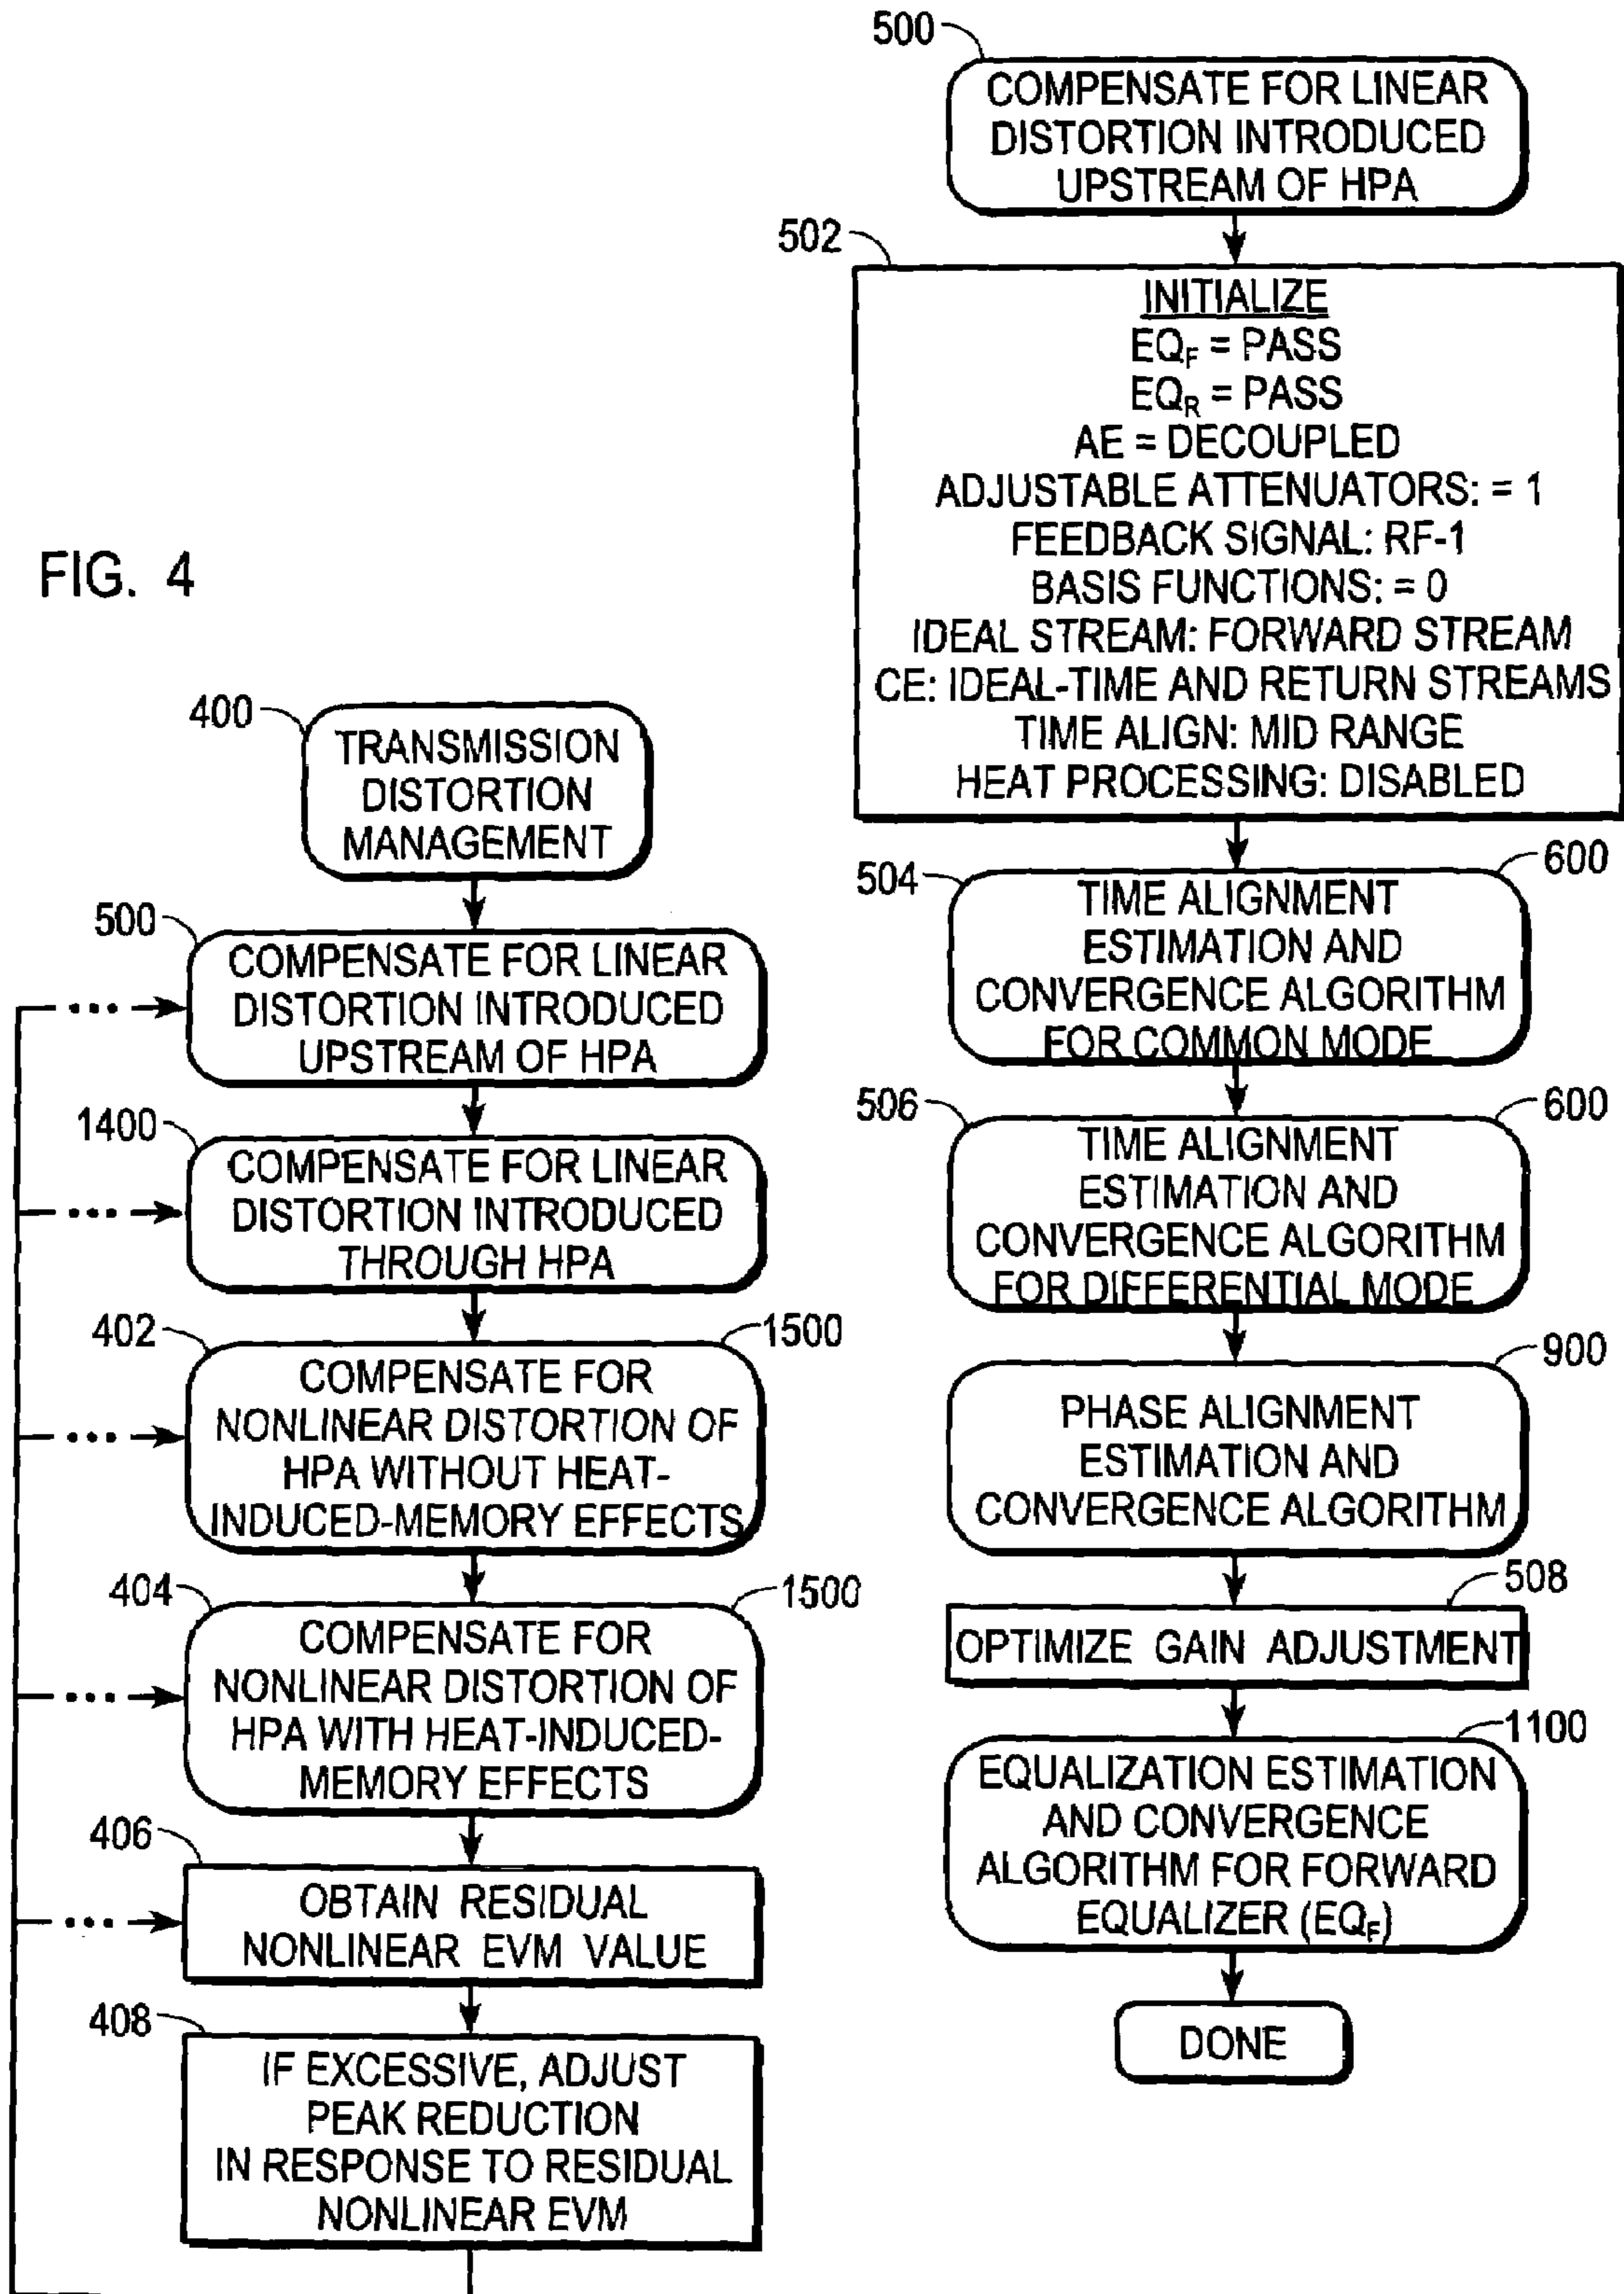 FIG. 4
400
TRANSMISSION
DISTORTION
MANAGEMENT
500
COMPENSATE FOR LINEAR
DISTORTION INTRODUCED
UPSTREAM OF HPA
1400
COMPENSATE FOR LINEAR
DISTORTION INTRODUCED
THROUGH HPA
402
1500
COMPENSATE FOR
NONLINEAR DISTORTION OF
HPA WITHOUT HEAT-
INDUCED-MEMORY EFFECTS
404
1500
COMPENSATE FOR
NONLINEAR DISTORTION OF
HPA WITH HEAT-INDUCED-
MEMORY EFFECTS
406
OBTAIN RESIDUAL
NONLINEAR EVM VALUE
408
IF EXCESSIVE, ADJUST
PEAK REDUCTION
IN RESPONSE TO RESIDUAL
NONLINEAR EVM
500
COMPENSATE FOR LINEAR
DISTORTION INTRODUCED
UPSTREAM OF HPA
502
INITIALIZE
EQF = PASS
EQR = PASS
AE = DECOUPLED
ADJUSTABLE ATTENUATORS: = 1
FEEDBACK SIGNAL: RF-1
BASIS FUNCTIONS: = 0
IDEAL STREAM: FORWARD STREAM
CE: IDEAL-TIME AND RETURN STREAMS
TIME ALIGN: MID RANGE
HEAT PROCESSING: DISABLED
504
600
TIME ALIGNMENT
ESTIMATION AND
CONVERGENCE ALGORITHM
FOR COMMON MODE
506
600
TIME ALIGNMENT
ESTIMATION AND
CONVERGENCE ALGORITHM
FOR DIFFERENTIAL MODE
900
PHASE ALIGNMENT
ESTIMATION AND
CONVERGENCE ALGORITHM
508
OPTIMIZE GAIN ADJUSTMENT
1100
EQUALIZATION ESTIMATION
AND CONVERGENCE
ALGORITHM FOR FORWARD
EQUALIZER (EQF)
DONE